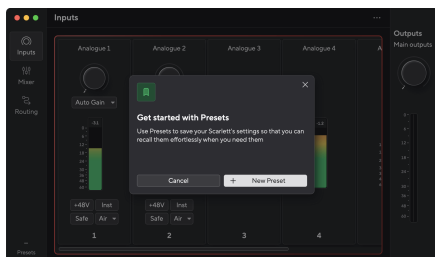 Inputs
Outputs
Main outputs
Inputs
Mixer
Routing
Presets
Analogue 1
Analogue 2
Analogue 3
Analogue 4
A
Auto Gain
Get started with Presets
Use Presets to save your Scarlett's settings so that you can
recall them effortlessly when you need them
Cancel
+ New Preset
+48V Inst
+48V Inst
Safe Air
Safe Air
1
2
3
4